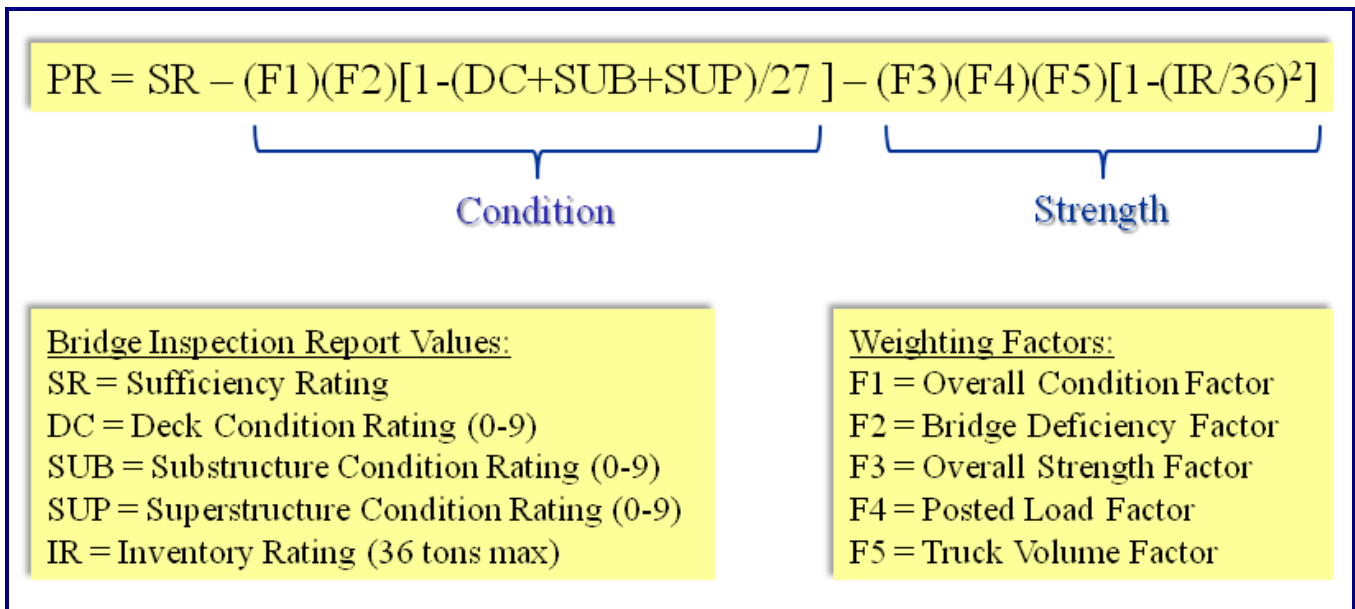 PR = SR – (F1)(F2)[1-(DC+SUB+SUP)/27 ] – (F3)(F4)(F5)[1-(IR/36)²]
Condition
Strength
Bridge Inspection Report Values:
SR = Sufficiency Rating
DC = Deck Condition Rating (0-9)
SUB = Substructure Condition Rating (0-9)
SUP = Superstructure Condition Rating (0-9)
IR = Inventory Rating (36 tons max)
Weighting Factors:
F1 = Overall Condition Factor
F2 = Bridge Deficiency Factor
F3 = Overall Strength Factor
F4 = Posted Load Factor
F5 = Truck Volume Factor